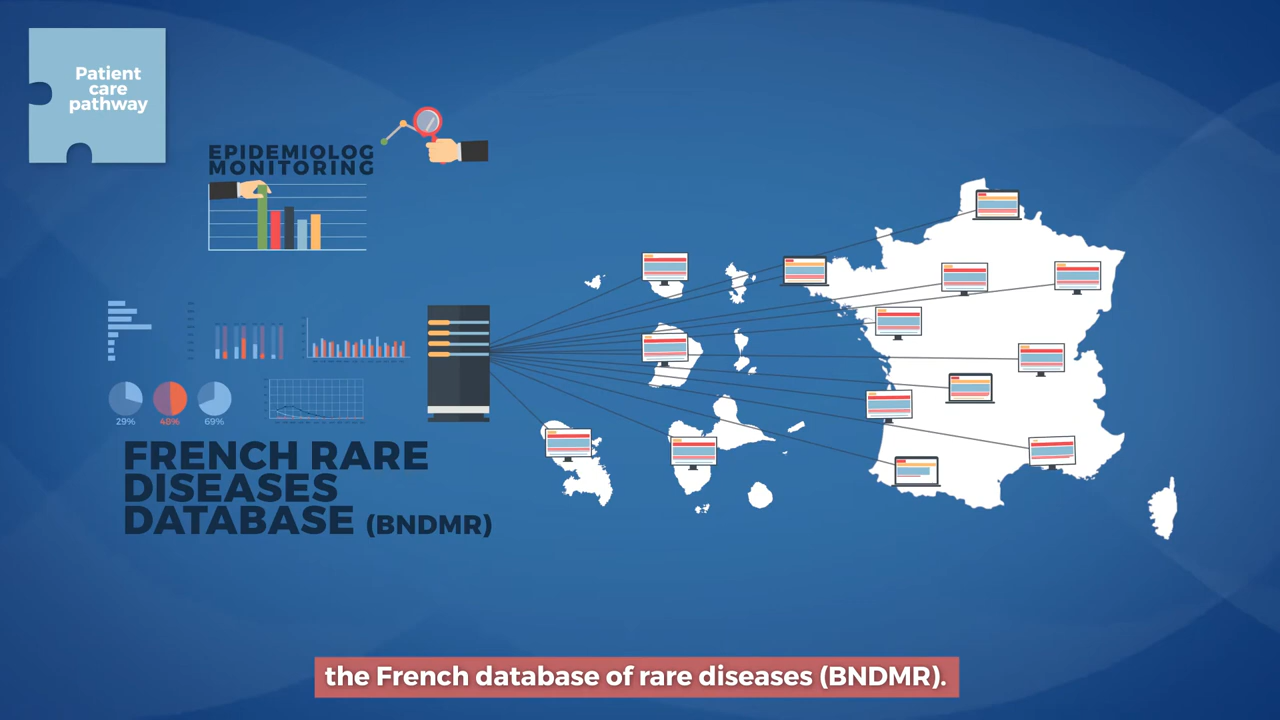 Patient
care
pathway
EPIDEMIOLOG
MONITORING
29%
46%
69%
FRENCH RARE
DISEASES
DATABASE (BNDMR)
the French database of rare diseases (BNDMR).